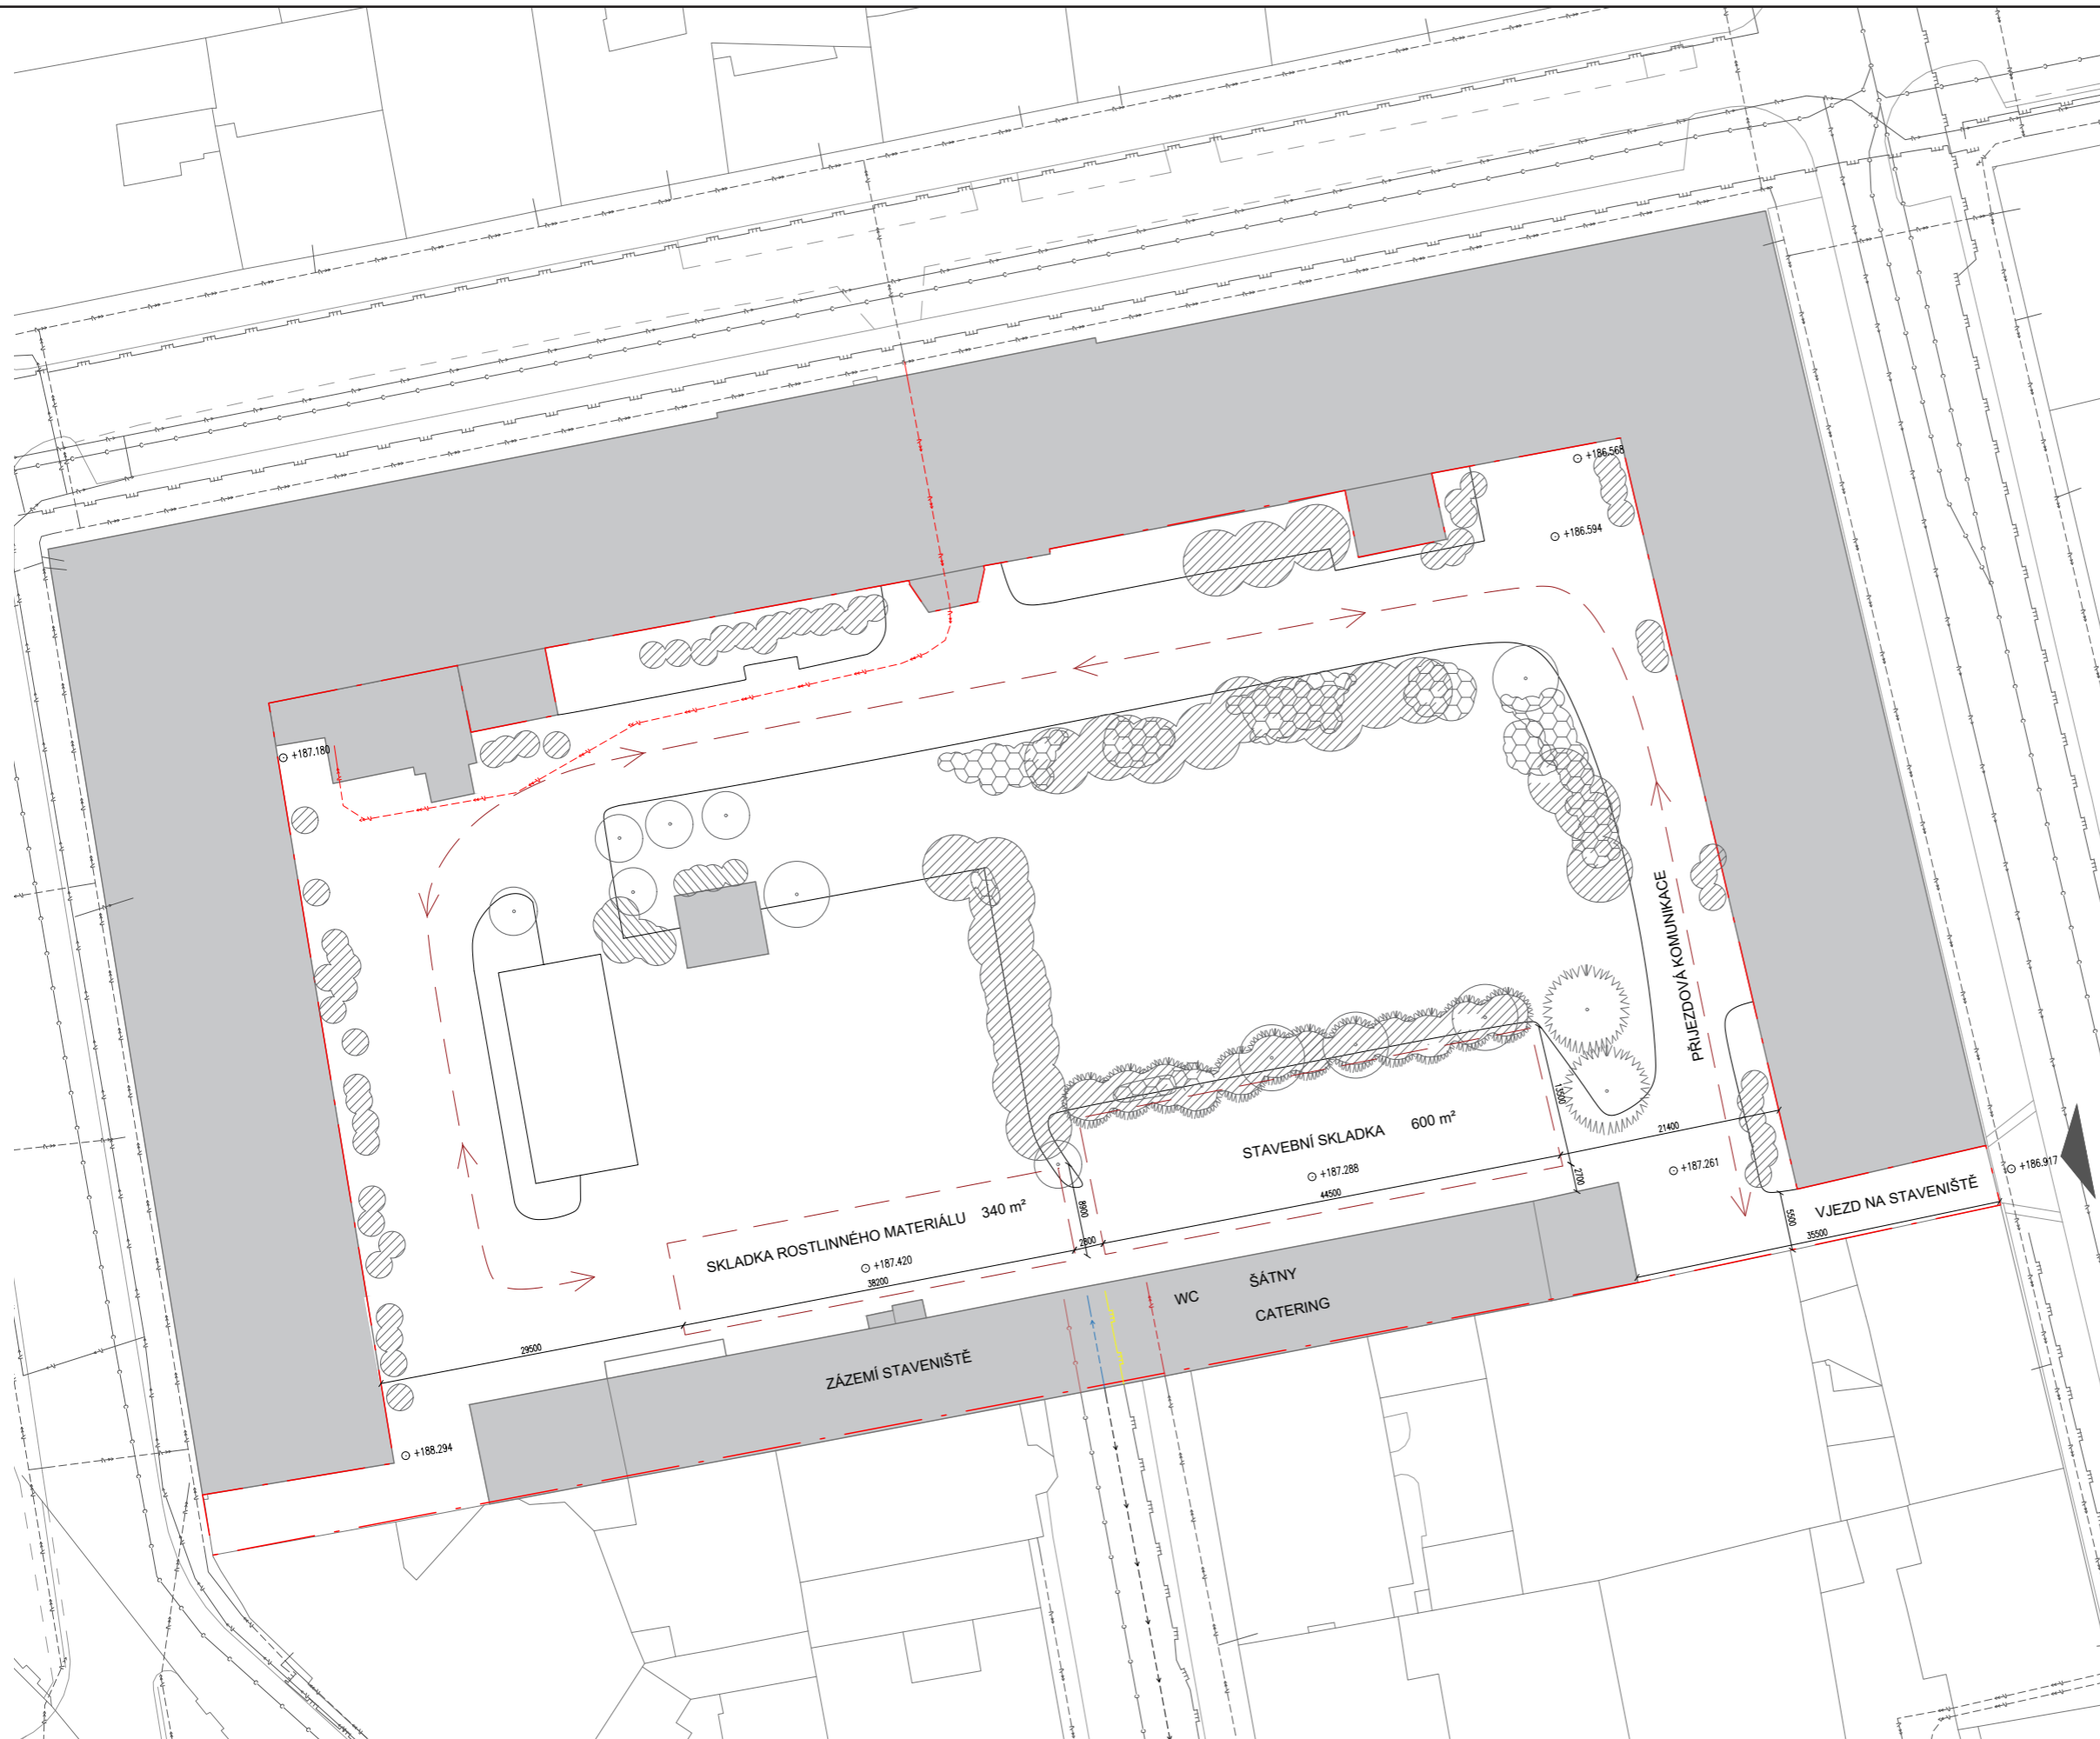 +186.568
+186.594
+187.180
PŘIJEZDOVÁ KOMUNIKACE
13500
STAVEBNÍ SKLADKA 600 m²
21400
+187.288
+187.261
2700
+186.917
44500
VJEZD NA STAVENIŠTĚ
5500
35500
SKLADKA ROSTLINNÉHO MATERIÁLU 340 m²
8900
2800
+187.420
38200
WC ŠÁTNY
CATERING
29500
ZÁZEMÍ STAVENIŠTĚ
+188.294